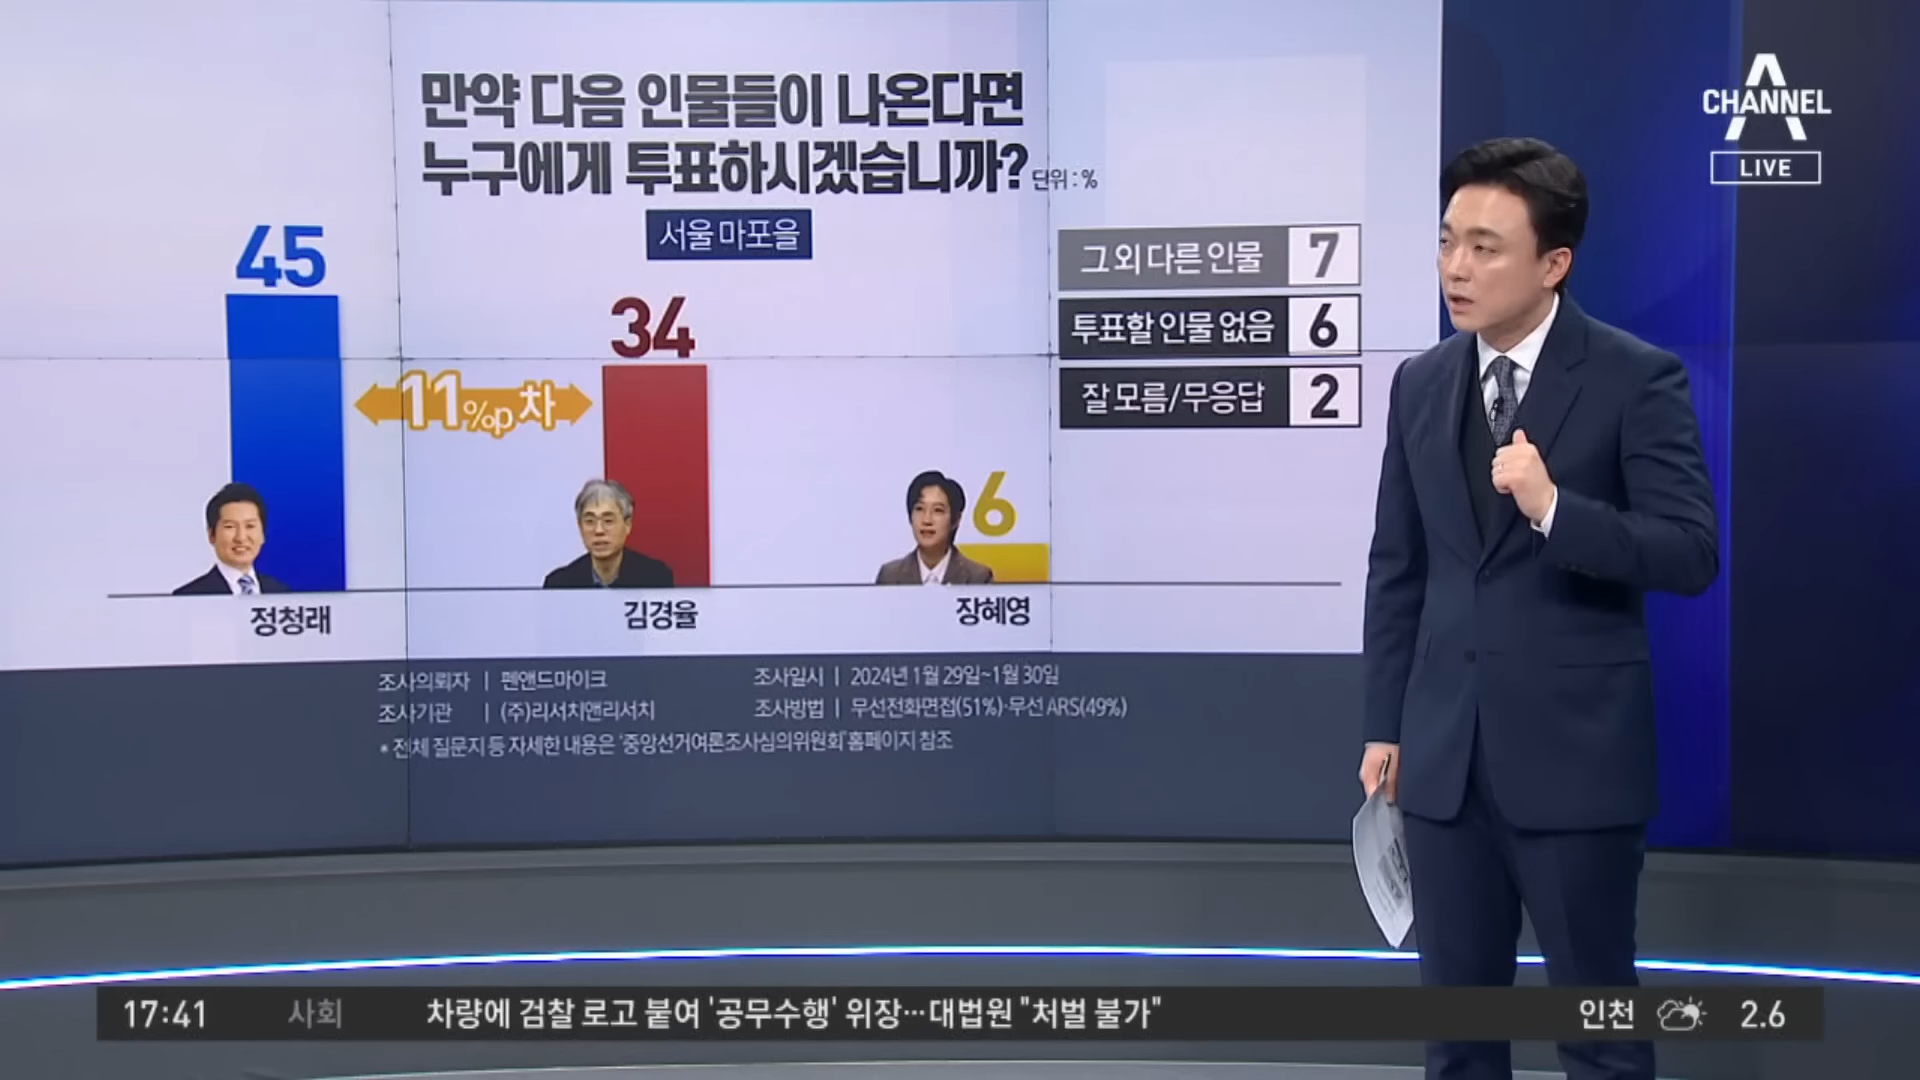 만약 다음 인물들이 나온다면
누구에게 투표하시겠습니까? 단위 : %
서울 마포을
45
34
11%p 차
6
정청래
김경율
장혜영
그 외 다른 인물 7
투표할 인물 없음 6
잘 모름/무응답 2
조사의뢰자 | 펜앤드마이크
조사기관 | (주)리서치앤리서치
조사일시 | 2024년 1월 29일~1월 30일
조사방법 | 무선전화면접(51%)·무선 ARS(49%)
* 전체 질문지 등 자세한 내용은 '중앙선거여론조사심의위원회' 홈페이지 참조
CHANNEL A
LIVE
17:41 사회 차량에 검찰 로고 붙여 '공무수행' 위장…대법원 "처벌 불가"
인천 2.6